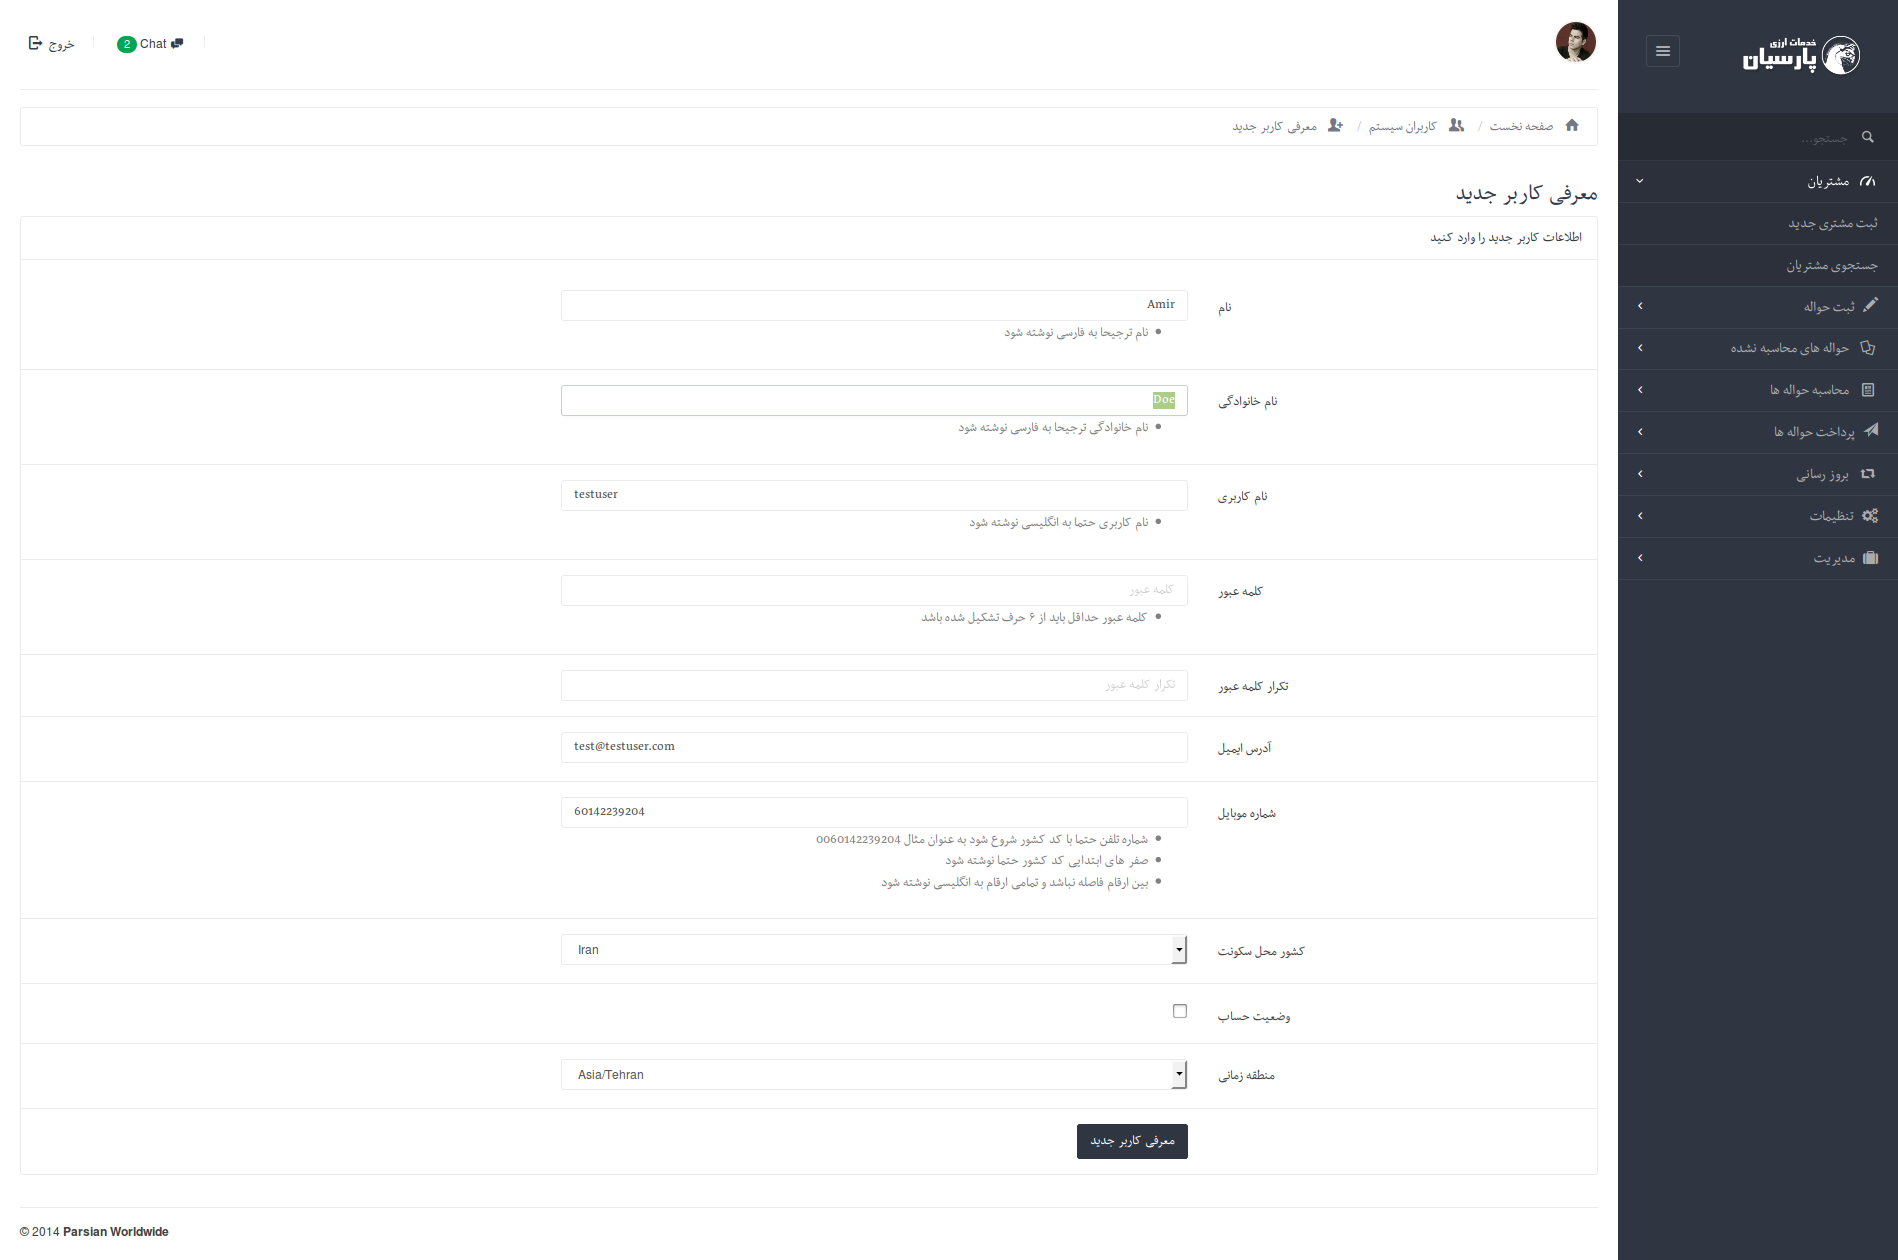 خدمات ارزی
پارسیان
جستجو...
مشتریان
ثبت مشتری جدید
جستجوی مشتریان
ثبت حواله
حواله های محاسبه نشده
محاسبه حواله ها
پرداخت حواله ها
بروز رسانی
تنظیمات
مدیریت
Chat 2
خروج
صفحه نخست / کاربران سیستم / معرفی کاربر جدید
معرفی کاربر جدید
اطلاعات کاربر جدید را وارد کنید
نام
Amir
نام ترجیحا به فارسی نوشته شود
نام خانوادگی
Doe
نام خانوادگی ترجیحا به فارسی نوشته شود
نام کاربری
testuser
نام کاربری حتما به انگلیسی نوشته شود
کلمه عبور
کلمه عبور
کلمه عبور حداقل باید از ۶ حرف تشکیل شده باشد
تکرار کلمه عبور
تکرار کلمه عبور
آدرس ایمیل
test@testuser.com
شماره موبایل
60142239204
شماره تلفن حتما با کد کشور شروع شود به عنوان مثال 0060142239204
صفر های ابتدایی کد کشور حتما نوشته شود
بین ارقام فاصله نباشد و تمامی ارقام به انگلیسی نوشته شود
کشور محل سکونت
Iran
وضعیت حساب
منطقه زمانی
Asia/Tehran
معرفی کاربر جدید
© 2014 Parsian Worldwide